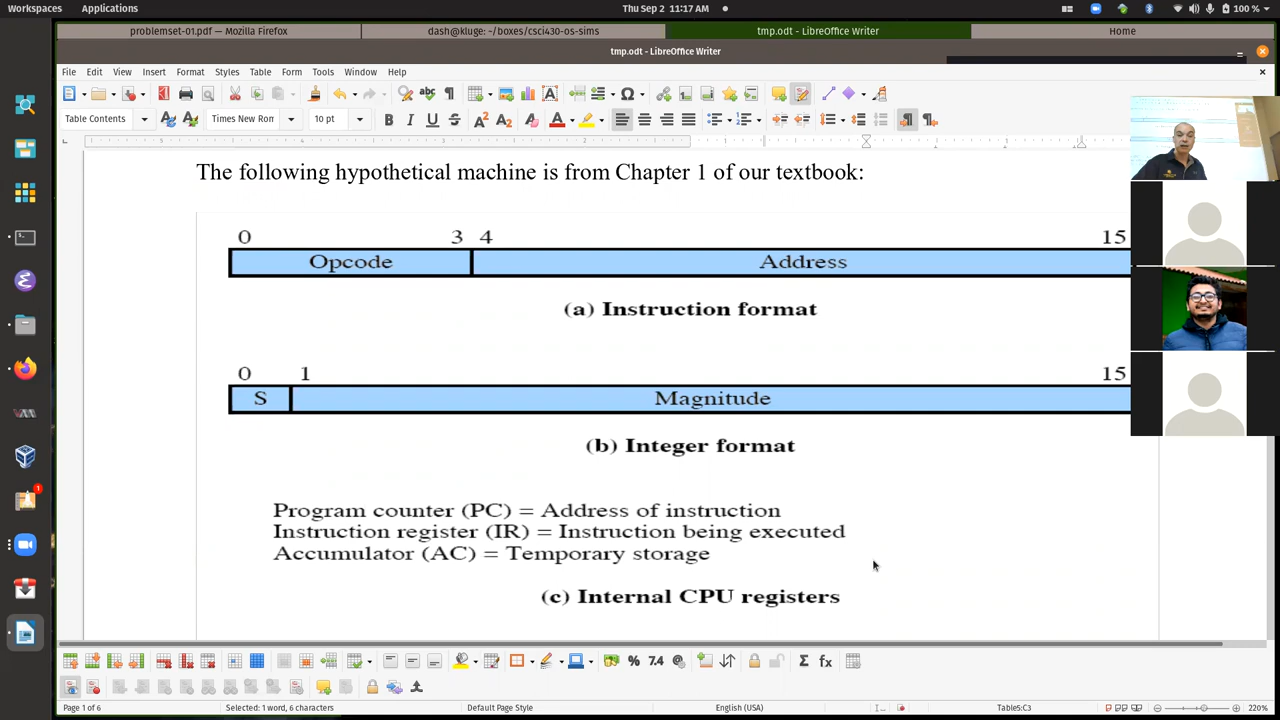 Workspaces Applications Thu Sep 2 11:17 AM 100 %
problemset-01.pdf — Mozilla Firefox dash@kluge: ~/boxes/csci430-os-sims tmp.odt - LibreOffice Writer Home
tmp.odt - LibreOffice Writer
File Edit View Insert Format Styles Table Form Tools Window Help
Table Contents Times New Rom 10 pt
The following hypothetical machine is from Chapter 1 of our textbook:
0 3 4 15
Opcode Address
(a) Instruction format
0 1 15
S Magnitude
(b) Integer format
Program counter (PC) = Address of instruction
Instruction register (IR) = Instruction being executed
Accumulator (AC) = Temporary storage
(c) Internal CPU registers
Page 1 of 6 Selected: 1 word, 6 characters Default Page Style English (USA) Table5:C3 220%